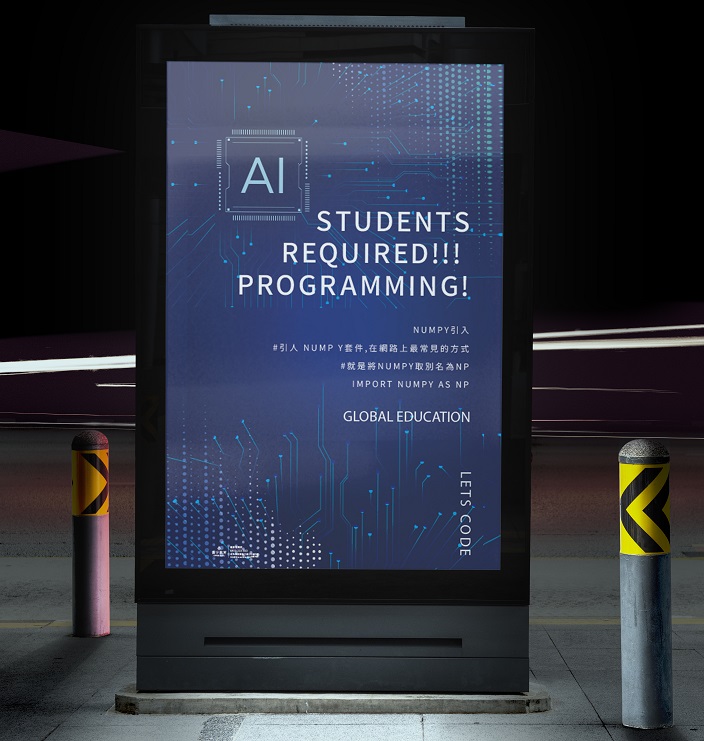 AI
STUDENTS
REQUIRED!!!
PROGRAMMING!
NUMPY引入
#引人 NUMP Y套件,在網路上最常見的方式
#就是將NUMPY取別名為NP
IMPORT NUMPY AS NP
GLOBAL EDUCATION
LETS CODE